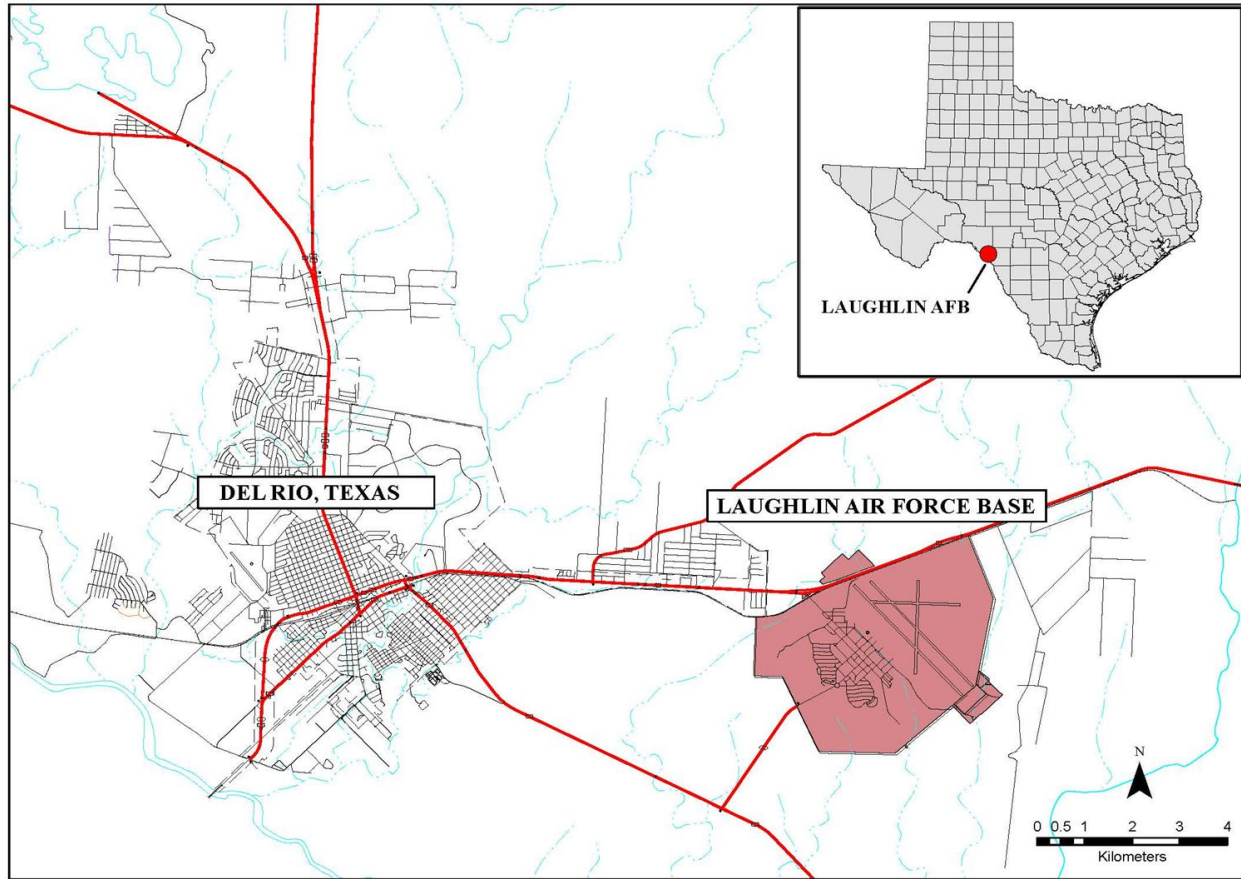 LAUGHLIN AFB
DEL RIO, TEXAS
LAUGHLIN AIR FORCE BASE
N
0 0.5 1 2 3 4
Kilometers